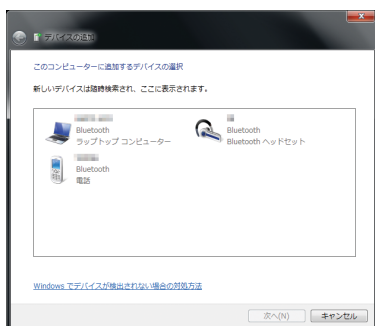 デバイスの追加
このコンピューターに追加するデバイスの選択
新しいデバイスは随時検索され、ここに表示されます。
Bluetooth
ラップトップ コンピューター
Bluetooth
Bluetooth ヘッドセット
Bluetooth
電話
Windows でデバイスが検出されない場合の対処方法
次へ(N)
キャンセル